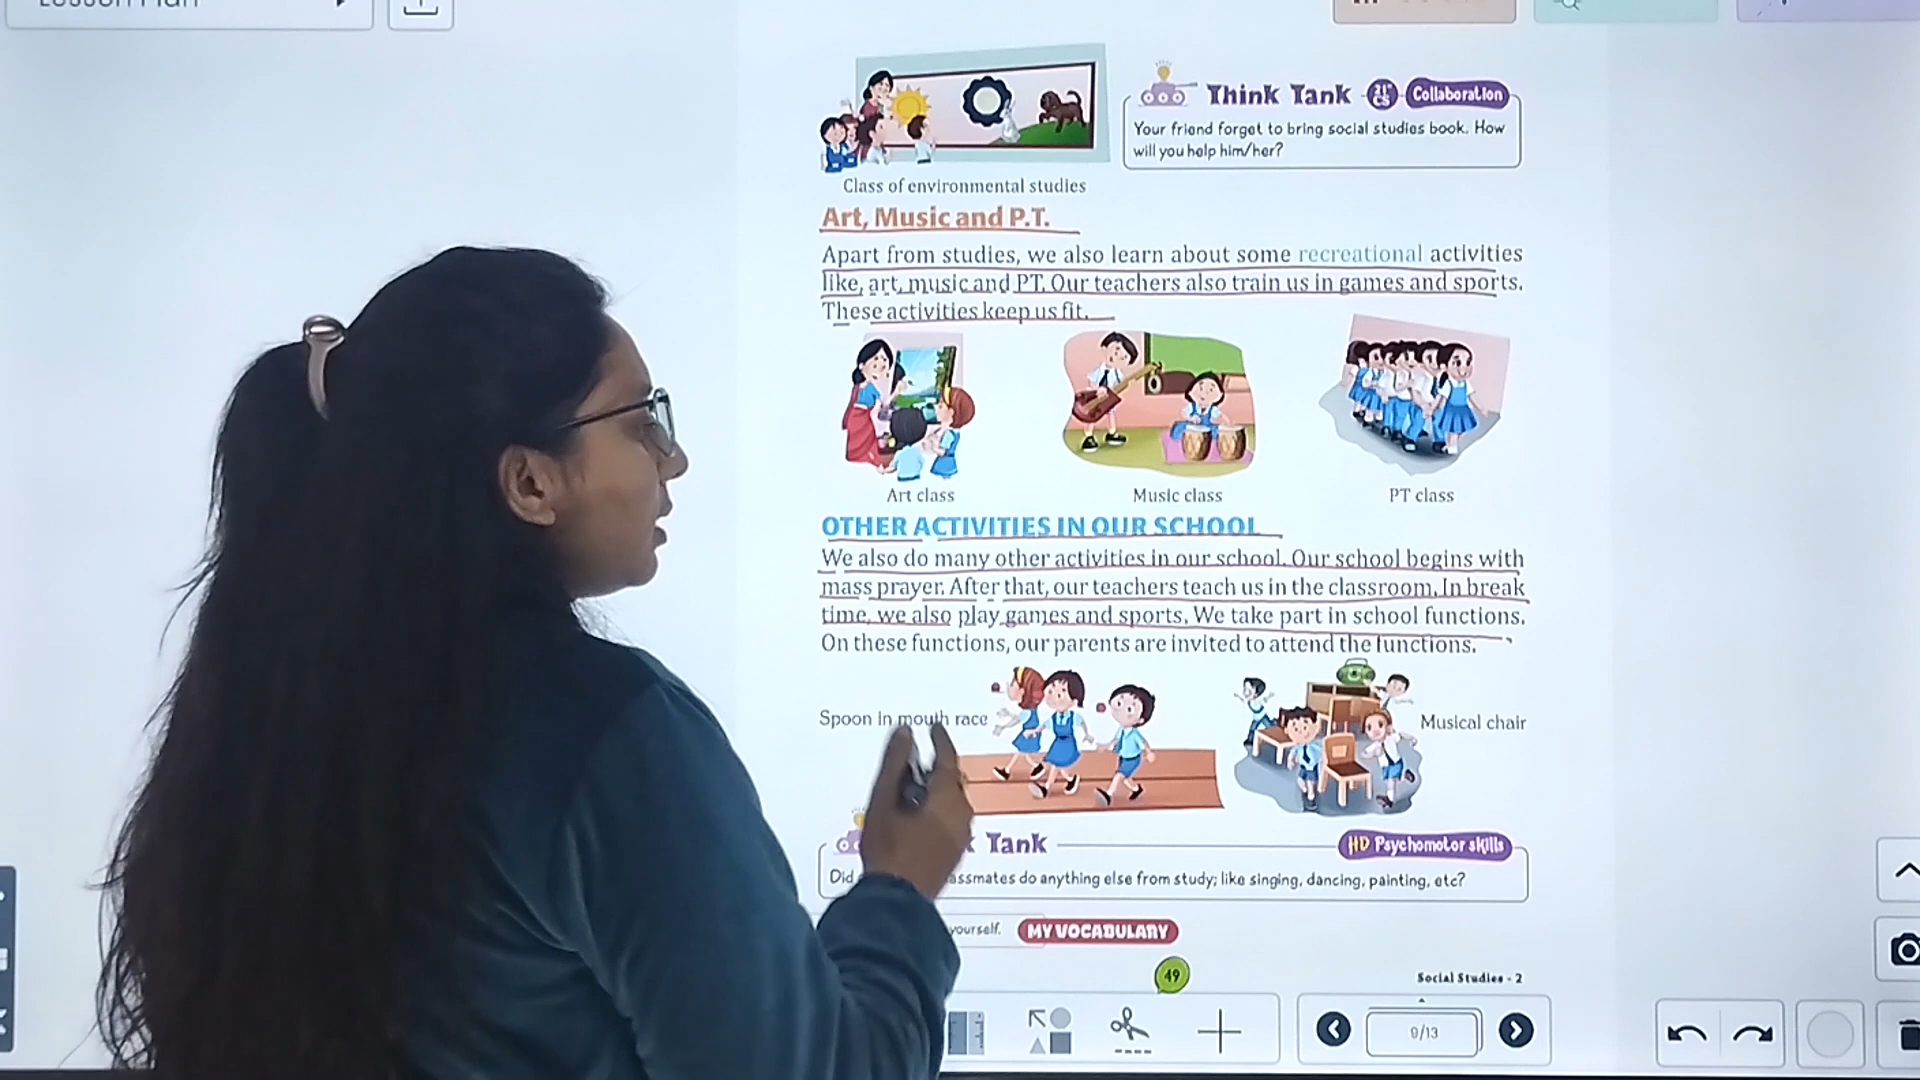 Think Tank 21st CS Collaboration
Your friend forget to bring social studies book. How
will you help him/her?
Class of environmental studies
Art, Music and P.T.
Apart from studies, we also learn about some recreational activities
like, art, music and PT. Our teachers also train us in games and sports.
These activities keep us fit.
Art class
Music class
PT class
OTHER ACTIVITIES IN OUR SCHOOL
We also do many other activities in our school. Our school begins with
mass prayer. After that, our teachers teach us in the classroom. In break
time, we also play games and sports. We take part in school functions.
On these functions, our parents are invited to attend the functions.
Spoon in mouth race
Musical chair
Tank
HD Psychomotor skills
Did
assmates do anything else from study; like singing, dancing, painting, etc?
yourself.
MY VOCABULARY
49
Social Studies - 2
9/13